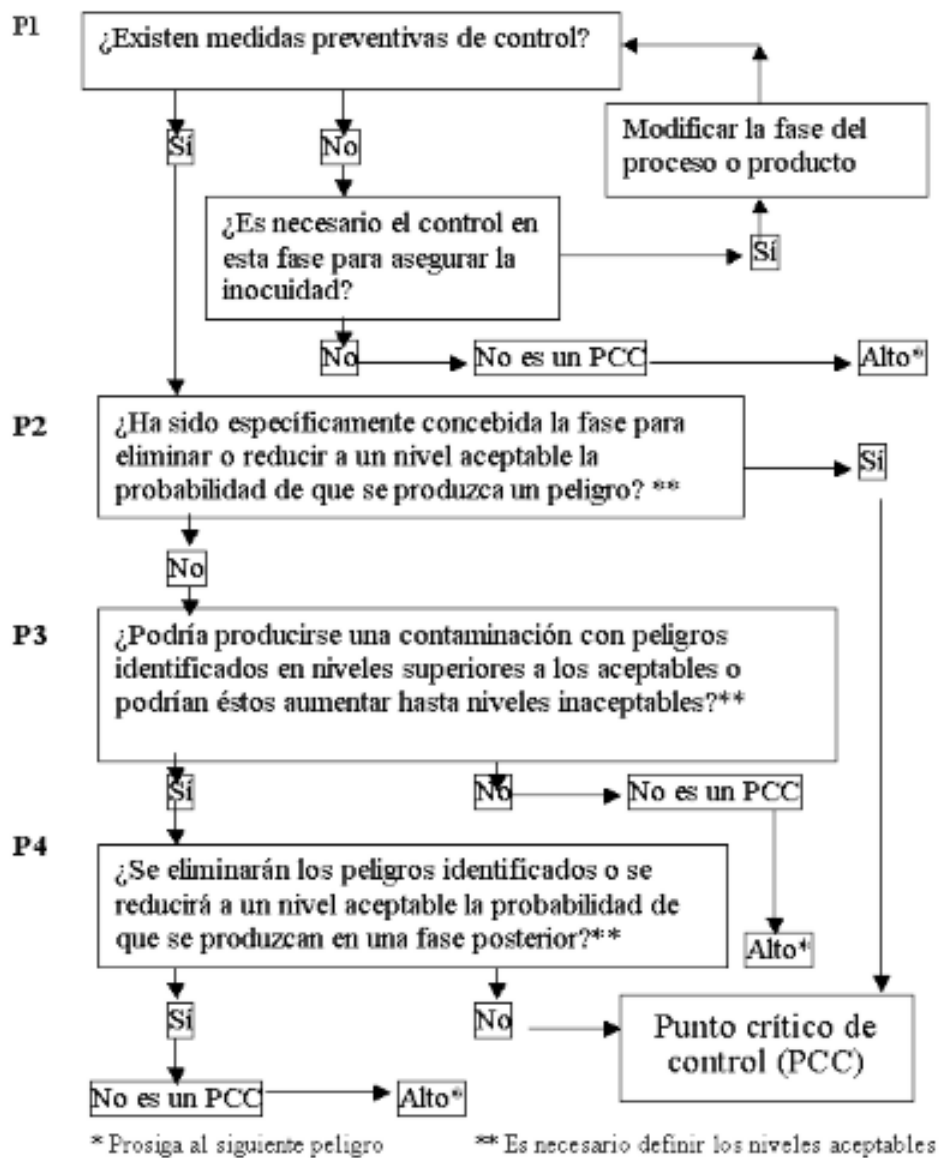 P1
¿Existen medidas preventivas de control?
Modificar la fase del
proceso o producto
Sí
No
¿Es necesario el control en
esta fase para asegurar la
inocuidad?
Sí
No
No es un PCC
Alto*
P2
¿Ha sido específicamente concebida la fase para
eliminar o reducir a un nivel aceptable la
probabilidad de que se produzca un peligro? **
Sí
No
P3
¿Podría producirse una contaminación con peligros
identificados en niveles superiores a los aceptables o
podrían éstos aumentar hasta niveles inaceptables?**
Sí
No
No es un PCC
P4
¿Se eliminarán los peligros identificados o se
reducirá a un nivel aceptable la probabilidad de
que se produzcan en una fase posterior?**
Alto*
Sí
No
Punto crítico de
control (PCC)
No es un PCC
Alto*
* Prosiga al siguiente peligro
** Es necesario definir los niveles aceptables